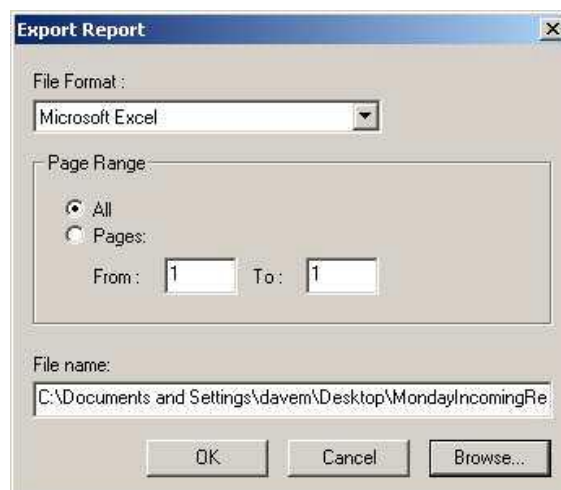 Export Report
File Format :
Microsoft Excel
Page Range
All
Pages:
From : 1 To : 1
File name:
C:\Documents and Settings\davem\Desktop\MondayIncomingRe
OK Cancel Browse...